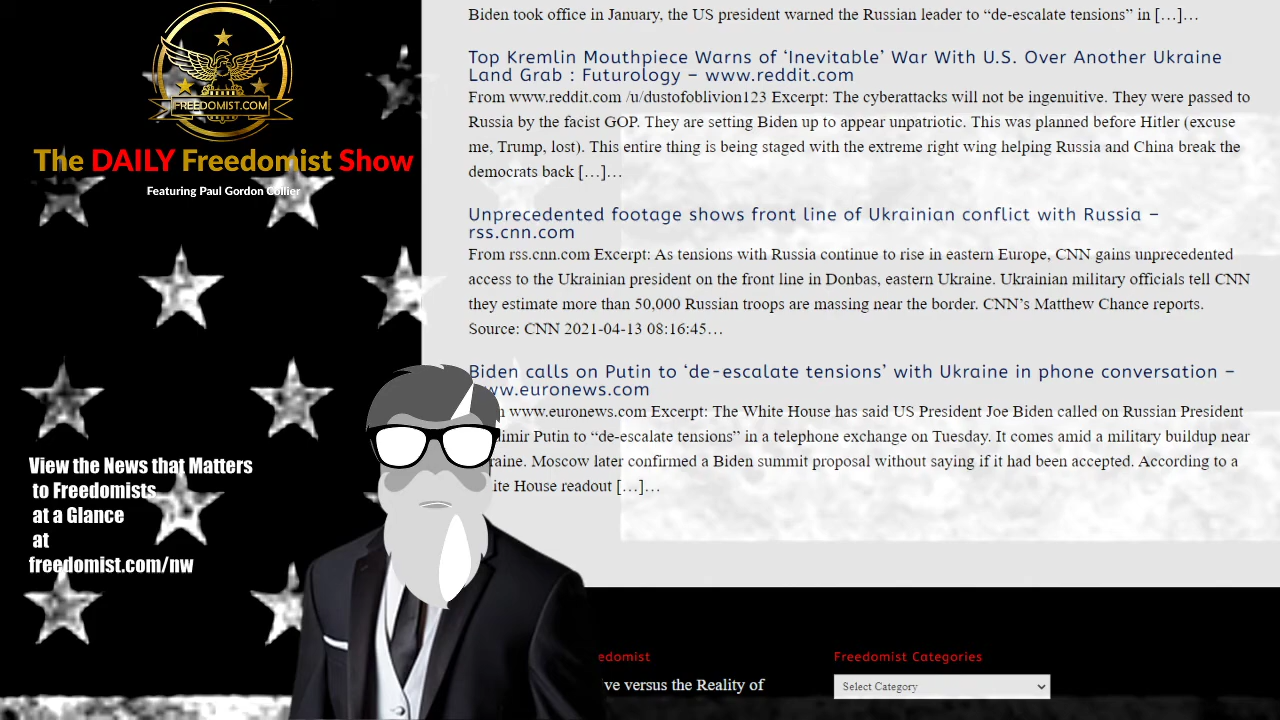 FREEDOMIST.COM
The DAILY Freedomist Show
Featuring Paul Gordon Collier
View the News that Matters
to Freedomists
at a Glance
at
freedomist.com/nw
Biden took office in January, the US president warned the Russian leader to “de-escalate tensions” in […]…
Top Kremlin Mouthpiece Warns of ‘Inevitable’ War With U.S. Over Another Ukraine
Land Grab : Futurology – www.reddit.com
From www.reddit.com /u/dustofoblivion123 Excerpt: The cyberattacks will not be ingenuitive. They were passed to
Russia by the facist GOP. They are setting Biden up to appear unpatriotic. This was planned before Hitler (excuse
me, Trump, lost). This entire thing is being staged with the extreme right wing helping Russia and China break the
democrats back […]…
Unprecedented footage shows front line of Ukrainian conflict with Russia –
rss.cnn.com
From rss.cnn.com Excerpt: As tensions with Russia continue to rise in eastern Europe, CNN gains unprecedented
access to the Ukrainian president on the front line in Donbas, eastern Ukraine. Ukrainian military officials tell CNN
they estimate more than 50,000 Russian troops are massing near the border. CNN’s Matthew Chance reports.
Source: CNN 2021-04-13 08:16:45…
Biden calls on Putin to ‘de-escalate tensions’ with Ukraine in phone conversation –
www.euronews.com
www.euronews.com Excerpt: The White House has said US President Joe Biden called on Russian President
imir Putin to “de-escalate tensions” in a telephone exchange on Tuesday. It comes amid a military buildup near
raine. Moscow later confirmed a Biden summit proposal without saying if it had been accepted. According to a
ite House readout […]…
edomist
ve versus the Reality of
Freedomist Categories
Select Category